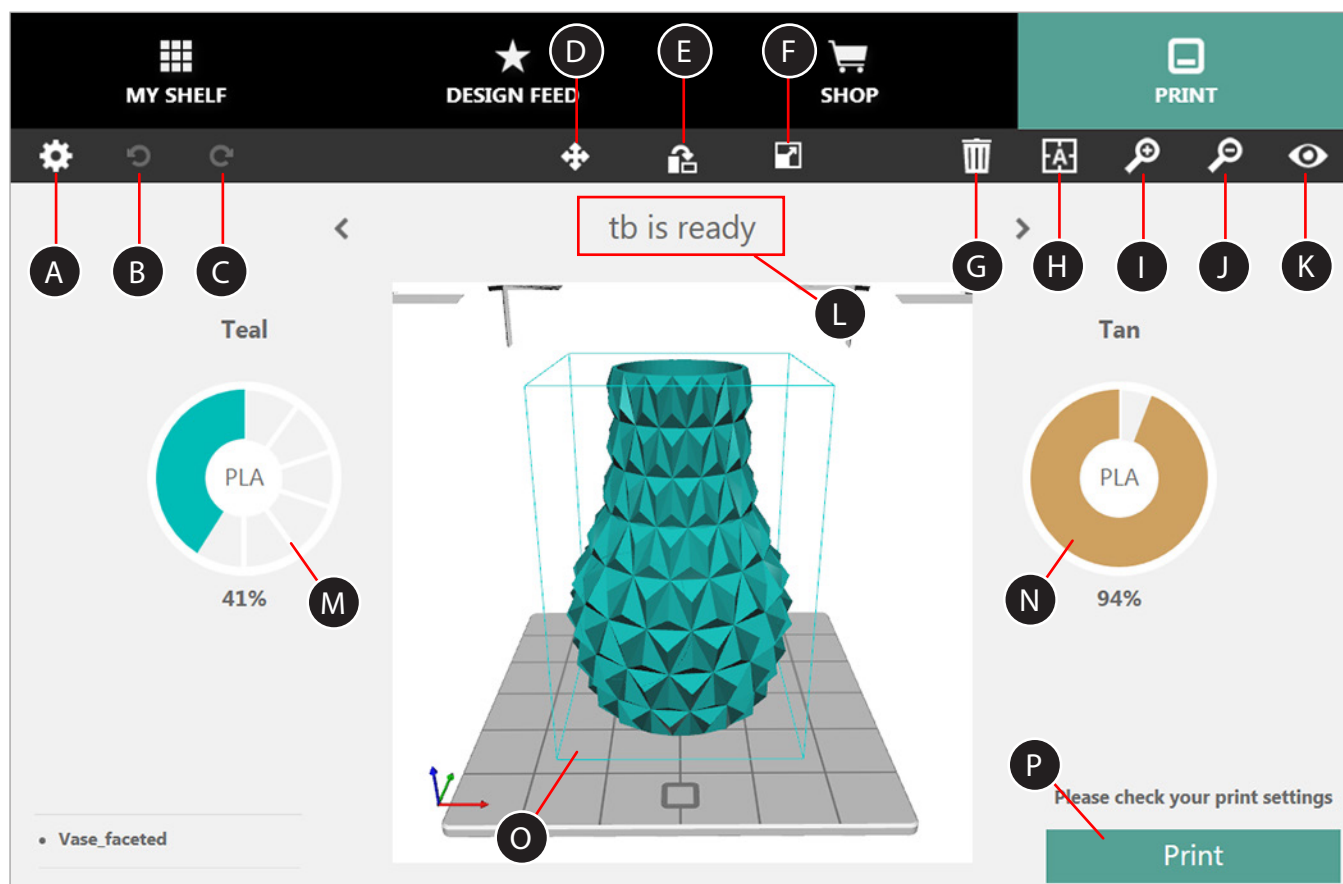 MY SHELF
DESIGN FEED
SHOP
PRINT
D
E
F
A
tb is ready
A
B
C
G
H
I
J
K
L
Teal
Tan
PLA
PLA
41%
M
N
94%
P
Please check your print settings
• Vase_faceted
O
Print